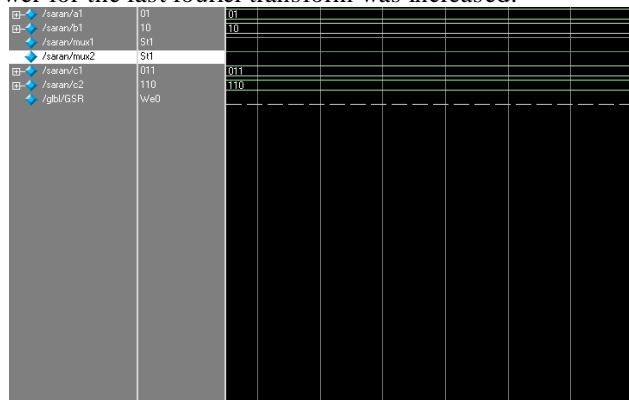 wer for the fast fourier transform was increased.
/saran/a1 01 01
/saran/b1 10 10
/saran/mux1 St1
/saran/mux2 St1
/saran/c1 011 011
/saran/c2 110 110
/glbl/GSR We0